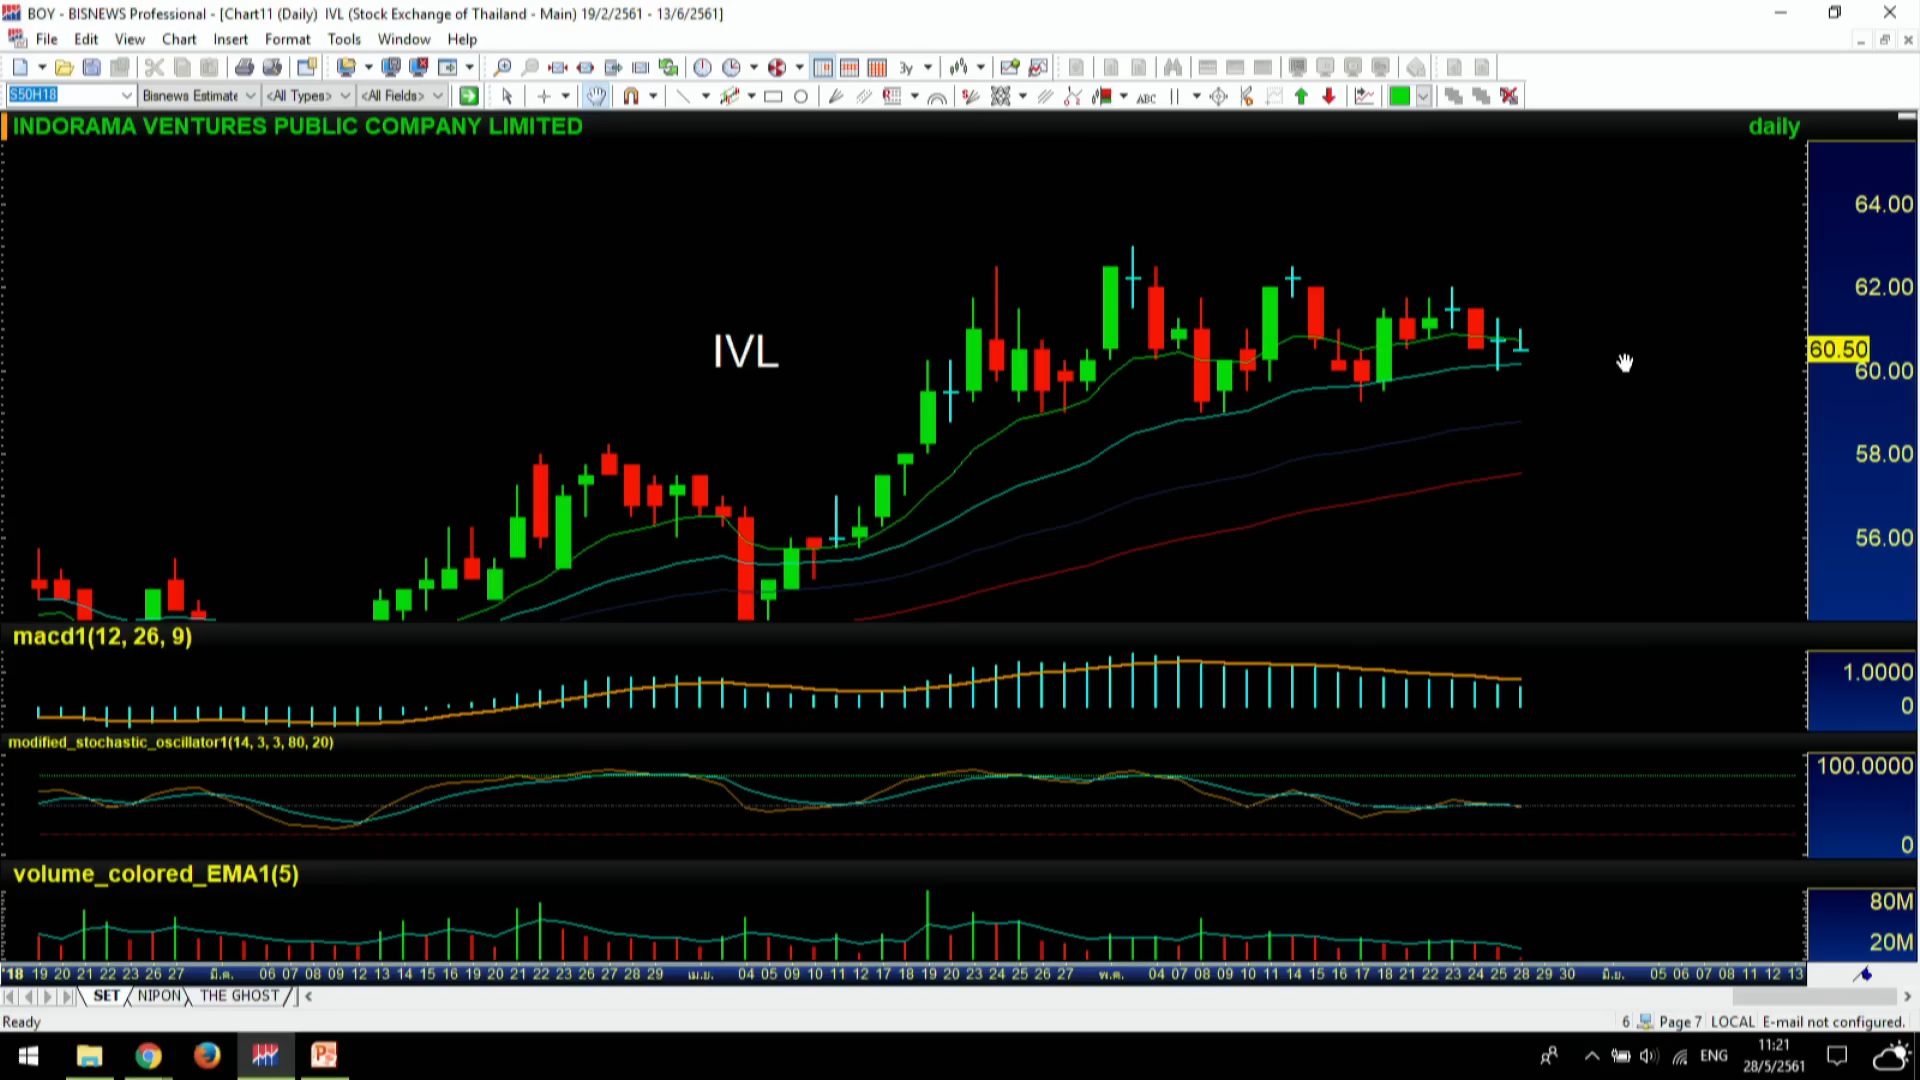 BOY - BISNEWS Professional - [Chart11 (Daily)  IVL (Stock Exchange of Thailand - Main) 19/2/2561 - 13/6/2561]
File Edit View Chart Insert Format Tools Window Help
3y
S50H18 Bisnews Estimate <All Types> <All Fields> ABC
INDORAMA VENTURES PUBLIC COMPANY LIMITED daily
64.00
62.00
IVL
60.50
60.00
58.00
56.00
macd1(12, 26, 9)
1.0000
0
modified_stochastic_oscillator1(14, 3, 3, 80, 20)
100.0000
0
volume_colored_EMA1(5)
80M
20M
'18 19 20 21 22 23 26 27 มี.ค. 06 07 08 09 12 13 14 15 16 19 20 21 22 23 26 27 28 29 เม.ย. 04 05 09 10 11 12 17 18 19 20 23 24 25 26 27 พ.ค. 04 07 08 09 10 11 14 15 16 17 18 21 22 23 24 25 28 29 30 มิ.ย. 05 06 07 08 11 12 13
SET NIPON THE GHOST
Ready 6 Page 7 LOCAL E-mail not configured.
ENG 11:21
28/5/2561